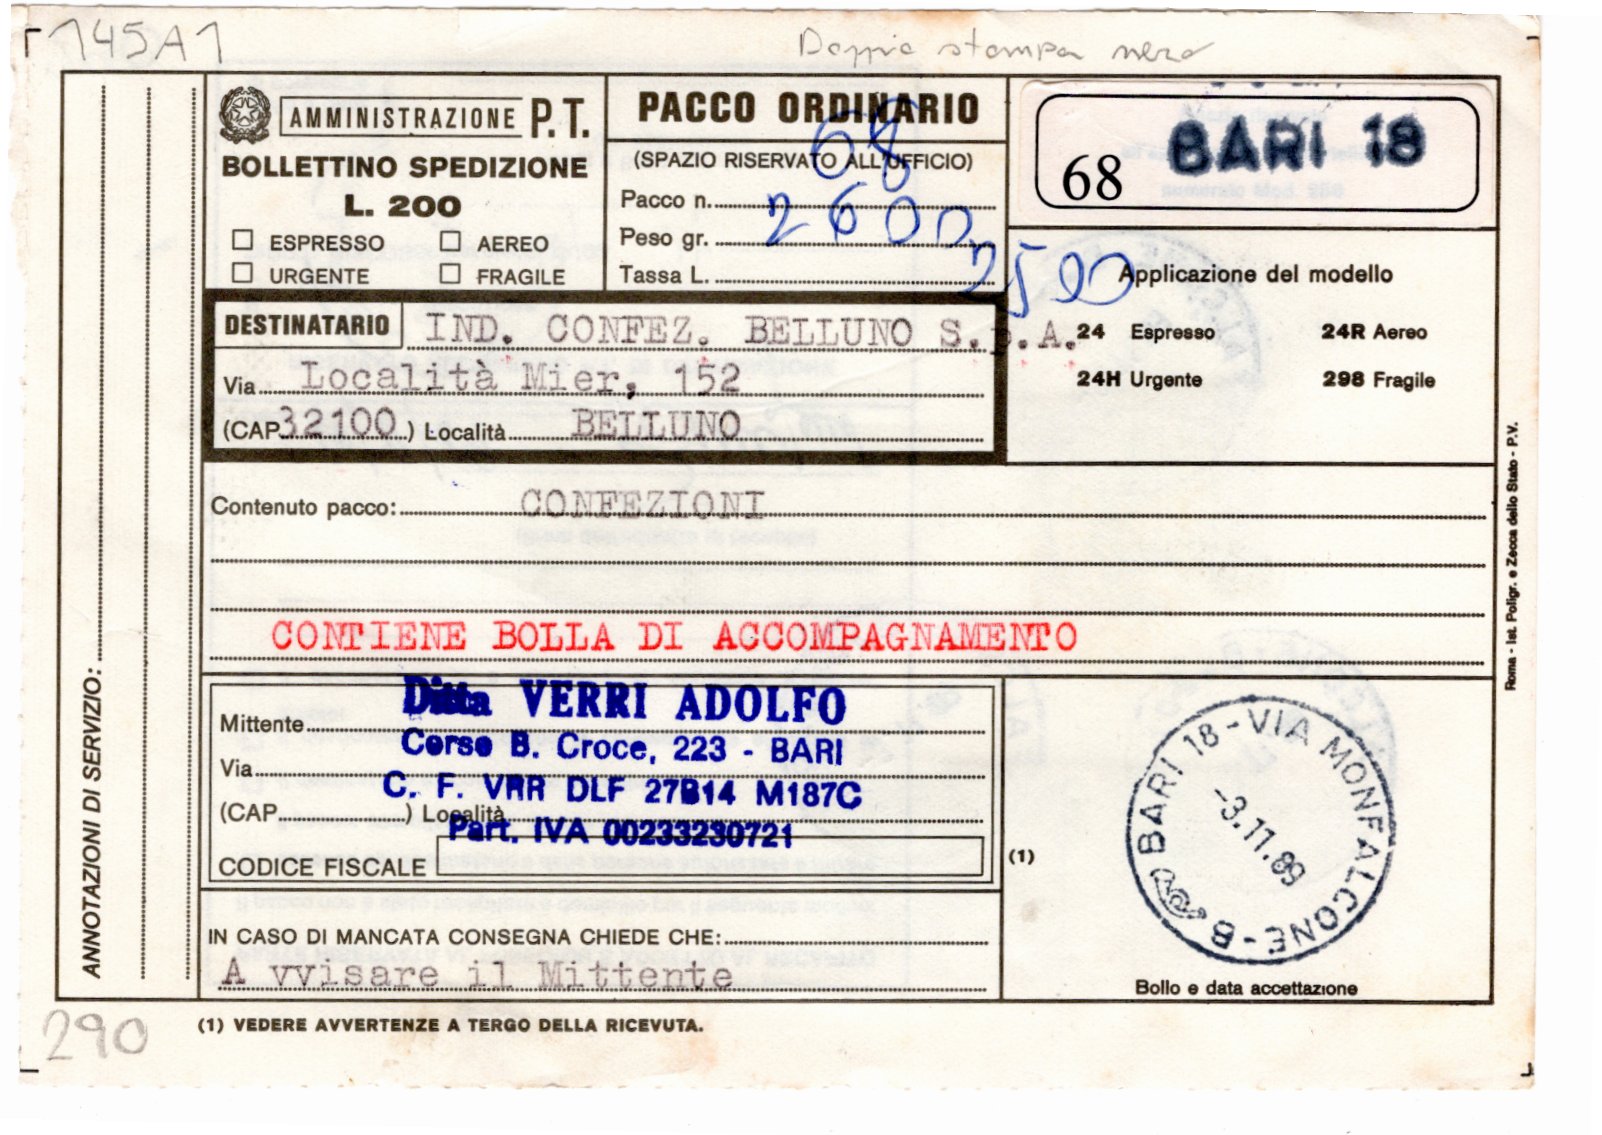 145A1
Doppia stampa nera
AMMINISTRAZIONE P.T.
BOLLETTINO SPEDIZIONE
L. 200
☐ ESPRESSO ☐ AEREO
☐ URGENTE ☐ FRAGILE
PACCO ORDINARIO
(SPAZIO RISERVATO ALL'UFFICIO)
Pacco n. 68
Peso gr. 2600
Tassa L. 2500
68 BARI 18
Applicazione del modello
24 Espresso 24R Aereo
24H Urgente 298 Fragile
DESTINATARIO IND. CONFEZ. BELLUNO S.p.A.
Via Località Mier, 152
(CAP 32100) Località BELLUNO
Contenuto pacco: CONFEZIONI
CONTIENE BOLLA DI ACCOMPAGNAMENTO
ANNOTAZIONI DI SERVIZIO:
Mittente Ditta VERRI ADOLFO
Via Corso B. Croce, 223 - BARI
C. F. VRR DLF 27B14 M187C
(CAP ) Località
Part. IVA 00233230721
CODICE FISCALE
(1)
BARI 18 - VIA MONFALCONE - B
-3.11.89
Bollo e data accettazione
IN CASO DI MANCATA CONSEGNA CHIEDE CHE:
A vvisare il Mittente
(1) VEDERE AVVERTENZE A TERGO DELLA RICEVUTA.
290
Roma - Ist. Poligr. e Zecca dello Stato - P.V.